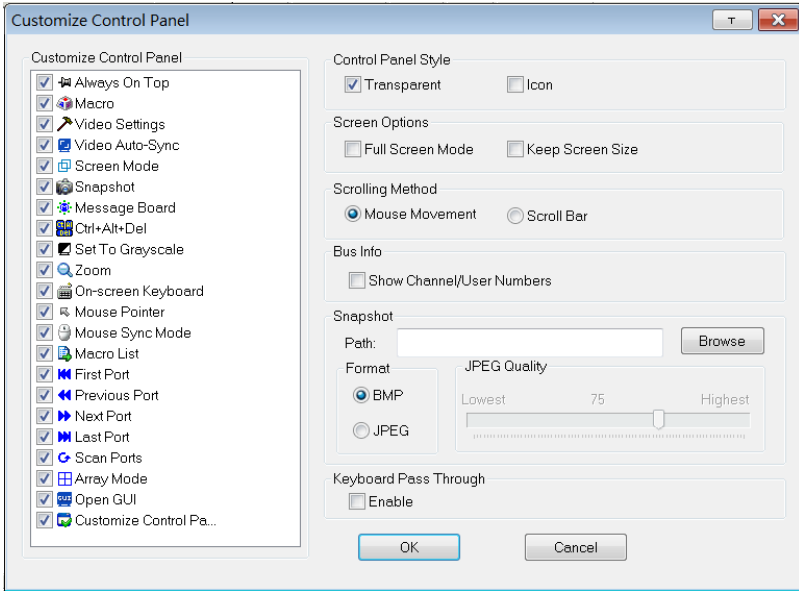 Customize Control Panel
T
Customize Control Panel
Always On Top
Macro
Video Settings
Video Auto-Sync
Screen Mode
Snapshot
Message Board
Ctrl+Alt+Del
Set To Grayscale
Zoom
On-screen Keyboard
Mouse Pointer
Mouse Sync Mode
Macro List
First Port
Previous Port
Next Port
Last Port
Scan Ports
Array Mode
GUI Open GUI
Customize Control Pa...
Control Panel Style
Transparent Icon
Screen Options
Full Screen Mode Keep Screen Size
Scrolling Method
Mouse Movement Scroll Bar
Bus Info
Show Channel/User Numbers
Snapshot
Path: Browse
Format
BMP
JPEG
JPEG Quality
Lowest 75 Highest
Keyboard Pass Through
Enable
OK Cancel